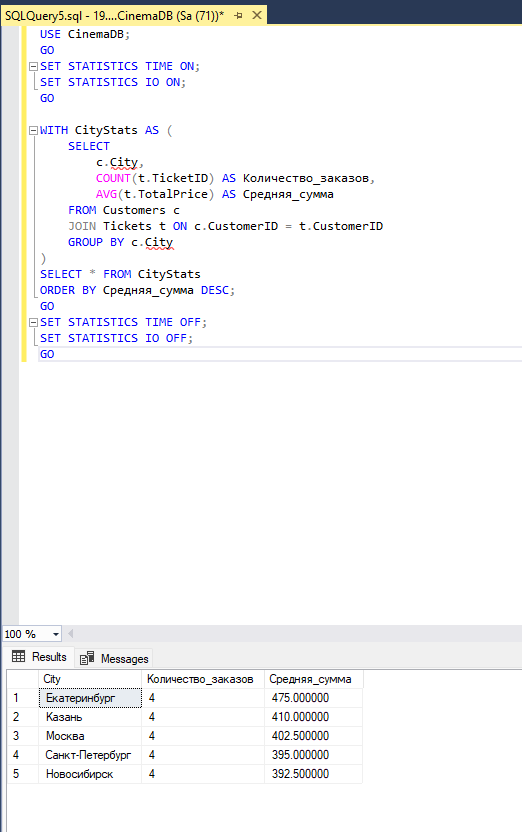 SQLQuery5.sql - 19....CinemaDB (Sa (71))*
USE CinemaDB;
GO
SET STATISTICS TIME ON;
SET STATISTICS IO ON;
GO
WITH CityStats AS (
SELECT
c.City,
COUNT(t.TicketID) AS Количество_заказов,
AVG(t.TotalPrice) AS Средняя_сумма
FROM Customers c
JOIN Tickets t ON c.CustomerID = t.CustomerID
GROUP BY c.City
)
SELECT * FROM CityStats
ORDER BY Средняя_сумма DESC;
GO
SET STATISTICS TIME OFF;
SET STATISTICS IO OFF;
GO
100 %
Results Messages
City Количество_заказов Средняя_сумма
1 Екатеринбург 4 475.000000
2 Казань 4 410.000000
3 Москва 4 402.500000
4 Санкт-Петербург 4 395.000000
5 Новосибирск 4 392.500000